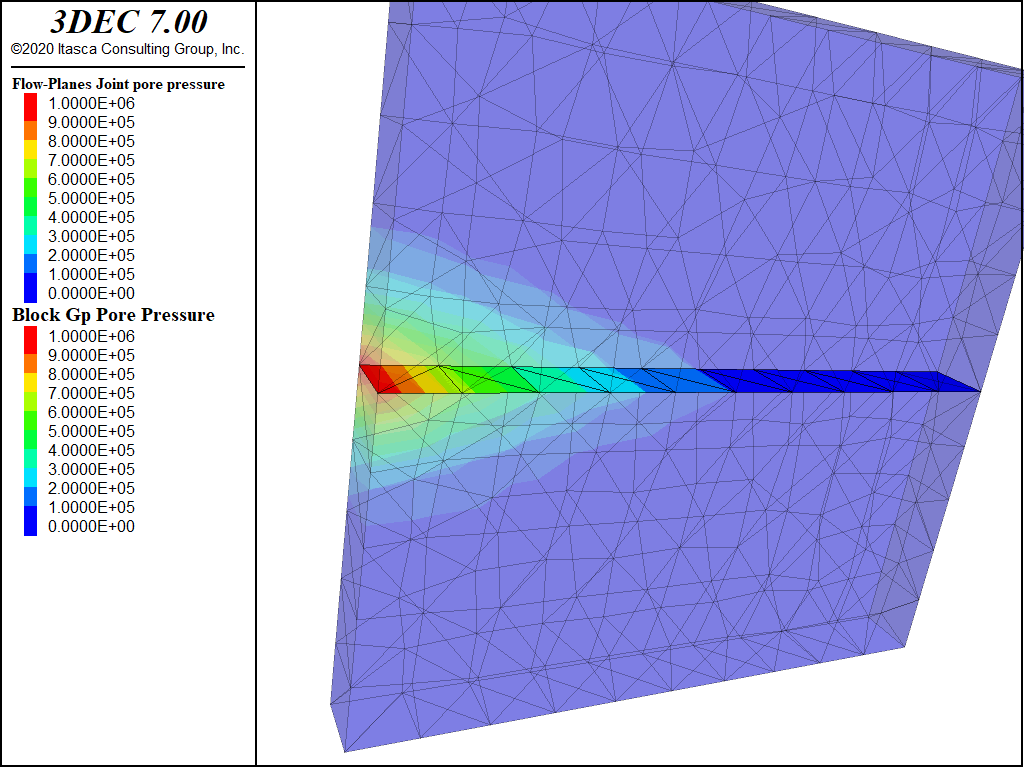 3DEC 7.00
©2020 Itasca Consulting Group, Inc.
Flow-Planes Joint pore pressure
1.0000E+06
9.0000E+05
8.0000E+05
7.0000E+05
6.0000E+05
5.0000E+05
4.0000E+05
3.0000E+05
2.0000E+05
1.0000E+05
0.0000E+00
Block Gp Pore Pressure
1.0000E+06
9.0000E+05
8.0000E+05
7.0000E+05
6.0000E+05
5.0000E+05
4.0000E+05
3.0000E+05
2.0000E+05
1.0000E+05
0.0000E+00